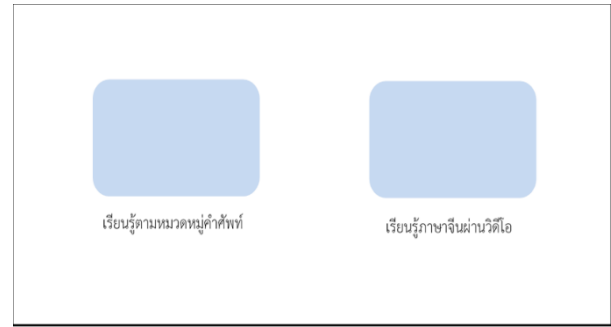 เรียนรู้ตามหมวดหมู่คำศัพท์
เรียนรู้ภาษาจีนผ่านวิดีโอ